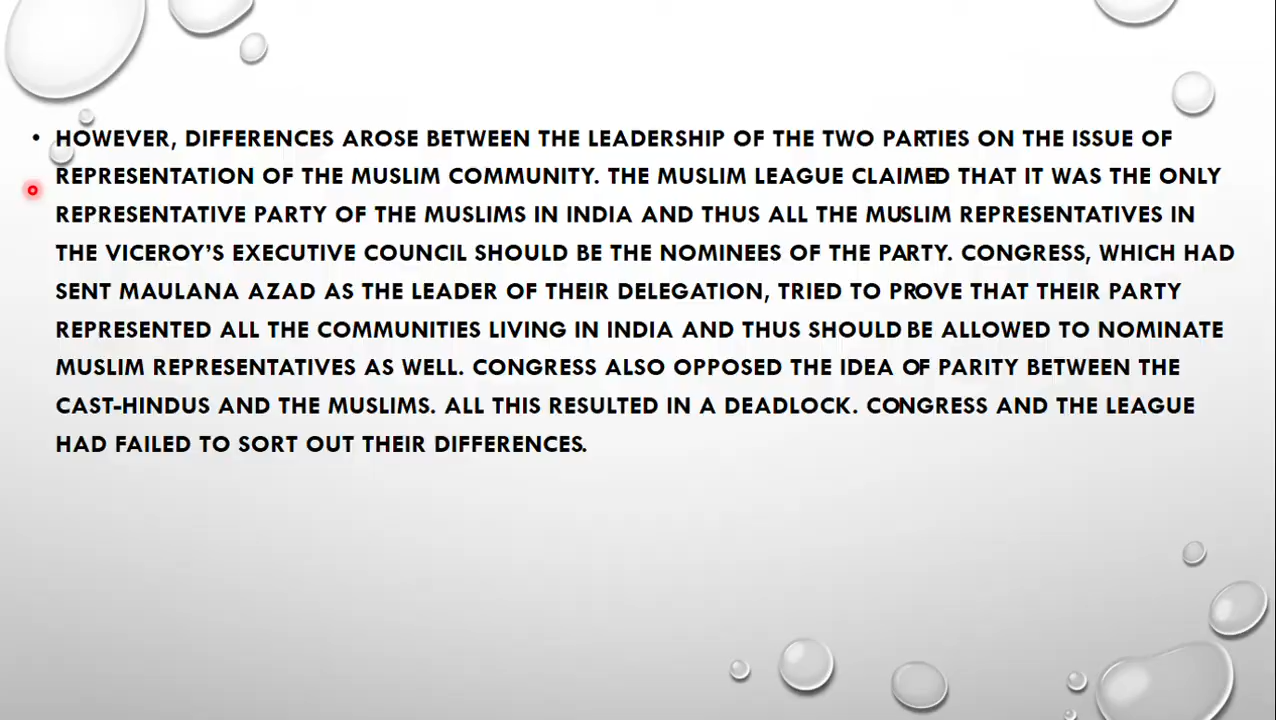 • HOWEVER, DIFFERENCES AROSE BETWEEN THE LEADERSHIP OF THE TWO PARTIES ON THE ISSUE OF
REPRESENTATION OF THE MUSLIM COMMUNITY. THE MUSLIM LEAGUE CLAIMED THAT IT WAS THE ONLY
REPRESENTATIVE PARTY OF THE MUSLIMS IN INDIA AND THUS ALL THE MUSLIM REPRESENTATIVES IN
THE VICEROY’S EXECUTIVE COUNCIL SHOULD BE THE NOMINEES OF THE PARTY. CONGRESS, WHICH HAD
SENT MAULANA AZAD AS THE LEADER OF THEIR DELEGATION, TRIED TO PROVE THAT THEIR PARTY
REPRESENTED ALL THE COMMUNITIES LIVING IN INDIA AND THUS SHOULD BE ALLOWED TO NOMINATE
MUSLIM REPRESENTATIVES AS WELL. CONGRESS ALSO OPPOSED THE IDEA OF PARITY BETWEEN THE
CAST-HINDUS AND THE MUSLIMS. ALL THIS RESULTED IN A DEADLOCK. CONGRESS AND THE LEAGUE
HAD FAILED TO SORT OUT THEIR DIFFERENCES.